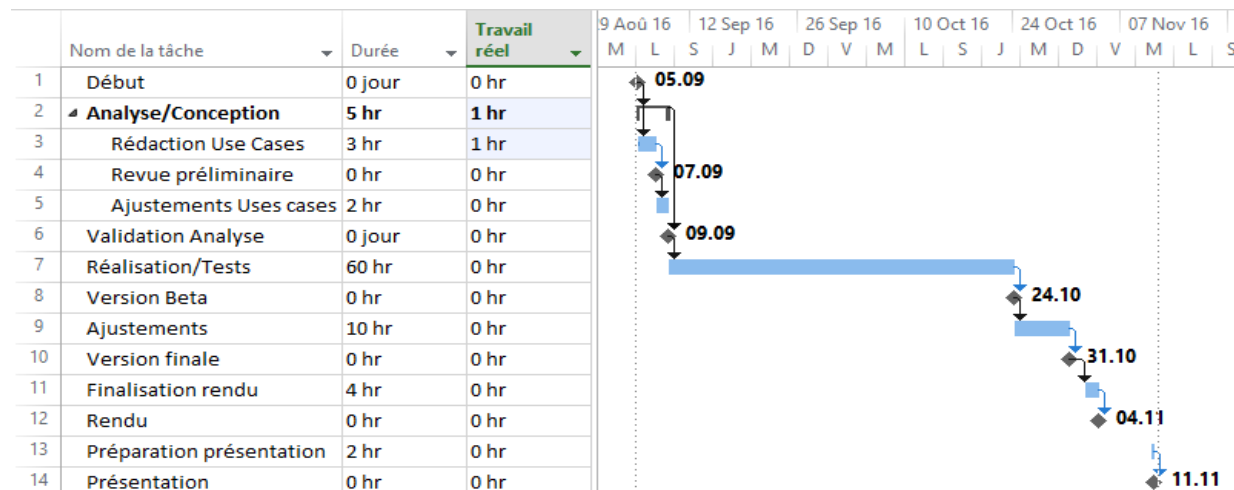 Nom de la tâche Durée Travail réel 9 Aoû 16 12 Sep 16 26 Sep 16 10 Oct 16 24 Oct 16 07 Nov 16
M L S J M D V M L S J M D V M L S
1 Début 0 jour 0 hr 05.09
2 Analyse/Conception 5 hr 1 hr
3 Rédaction Use Cases 3 hr 1 hr
4 Revue préliminaire 0 hr 0 hr 07.09
5 Ajustements Uses cases 2 hr 0 hr
6 Validation Analyse 0 jour 0 hr 09.09
7 Réalisation/Tests 60 hr 0 hr
8 Version Beta 0 hr 0 hr 24.10
9 Ajustements 10 hr 0 hr
10 Version finale 0 hr 0 hr 31.10
11 Finalisation rendu 4 hr 0 hr
12 Rendu 0 hr 0 hr 04.11
13 Préparation présentation 2 hr 0 hr
14 Présentation 0 hr 0 hr 11.11